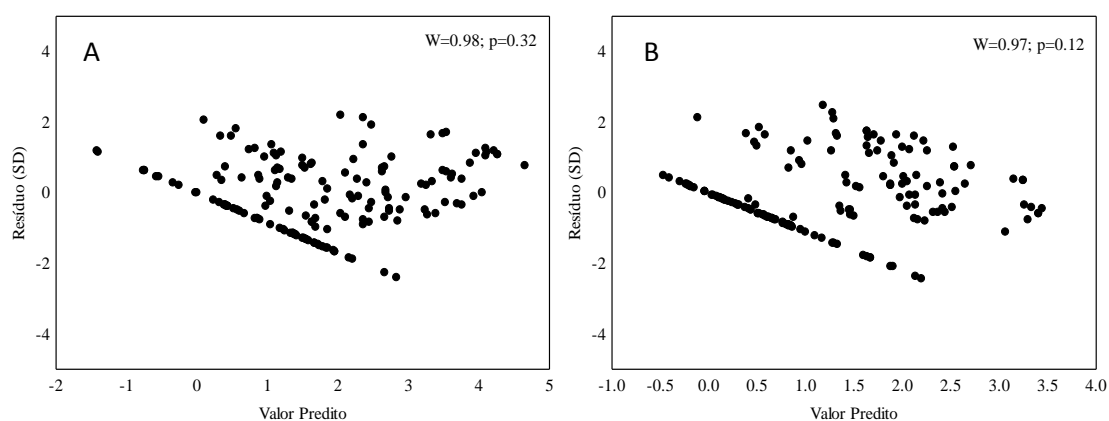 A
W=0.98; p=0.32
4
2
0
-2
-4
Resíduo (SD)
-2 -1 0 1 2 3 4 5
Valor Predito
B
W=0.97; p=0.12
4
2
0
-2
-4
Resíduo (SD)
-1.0 -0.5 0.0 0.5 1.0 1.5 2.0 2.5 3.0 3.5 4.0
Valor Predito